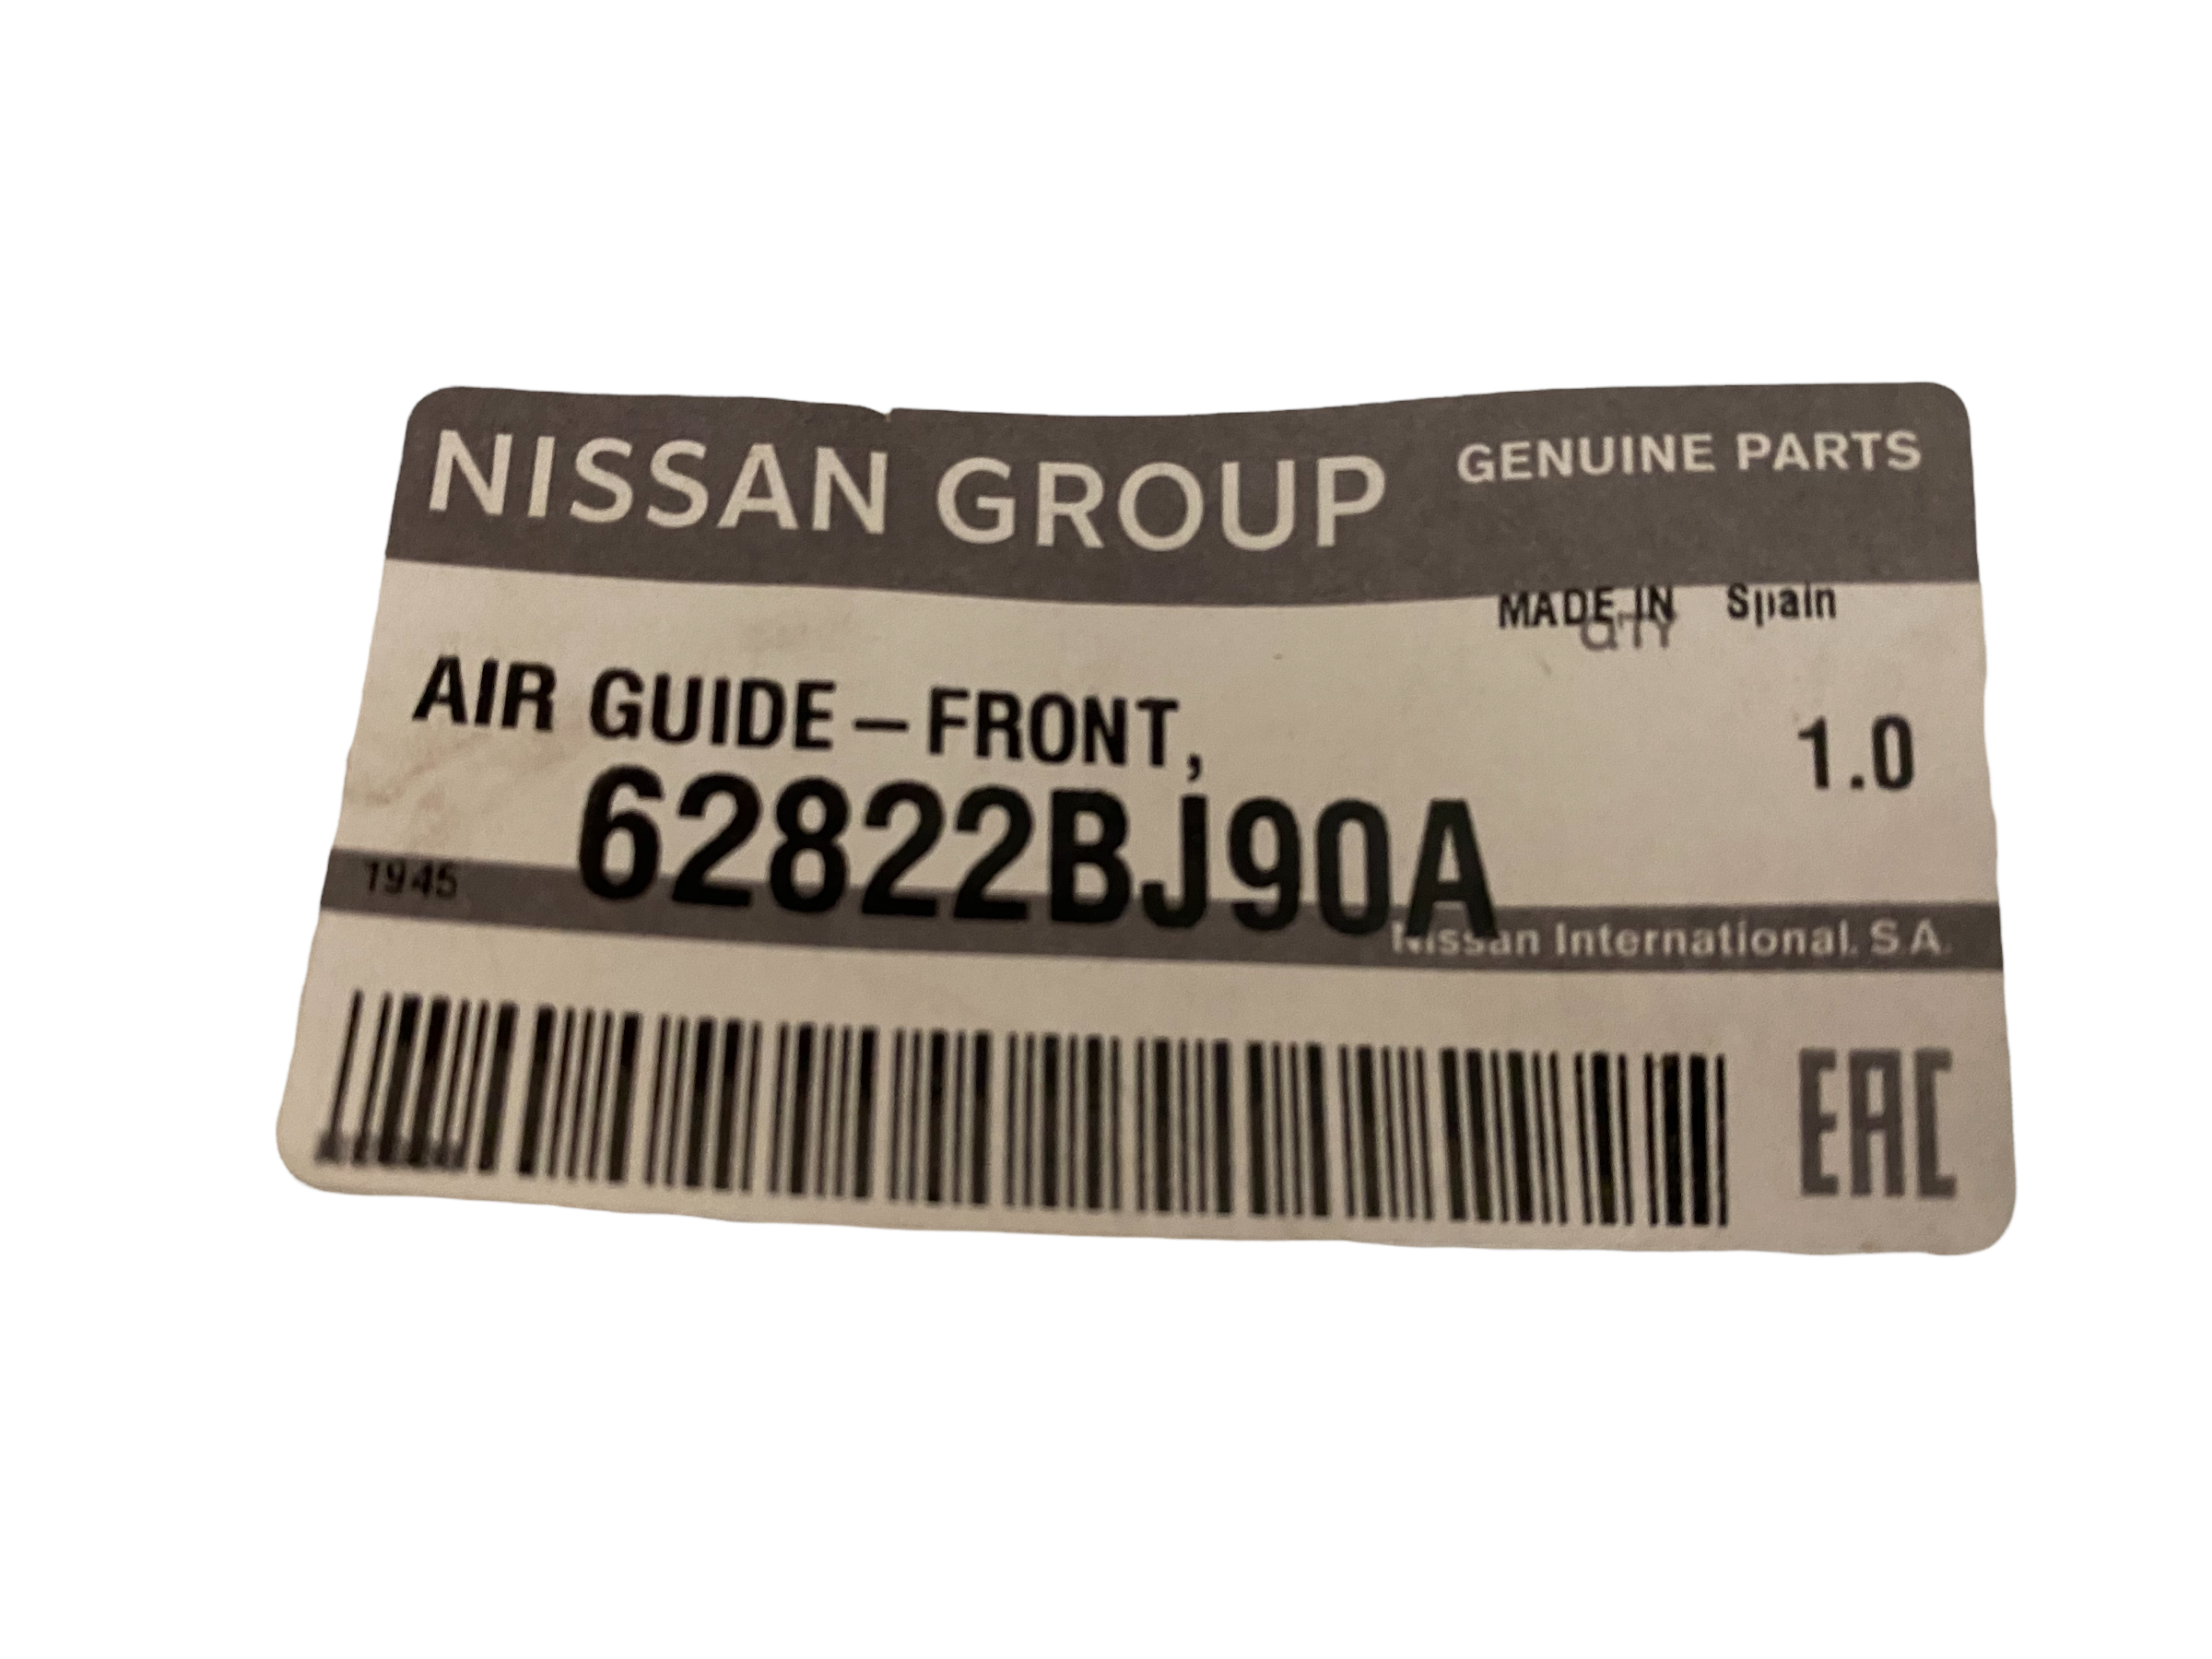 NISSAN GROUP GENUINE PARTS
MADE IN Spain
QTY
AIR GUIDE – FRONT,
1.0
62822BJ90A
1945
Nissan International. S.A.
EAC